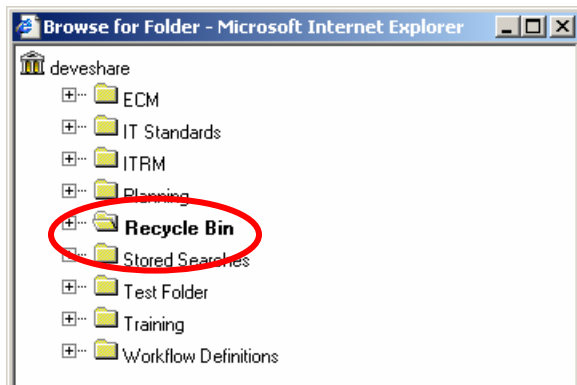 Browse for Folder - Microsoft Internet Explorer
deveshare
ECM
IT Standards
ITRM
Planning
Recycle Bin
Stored Searches
Test Folder
Training
Workflow Definitions